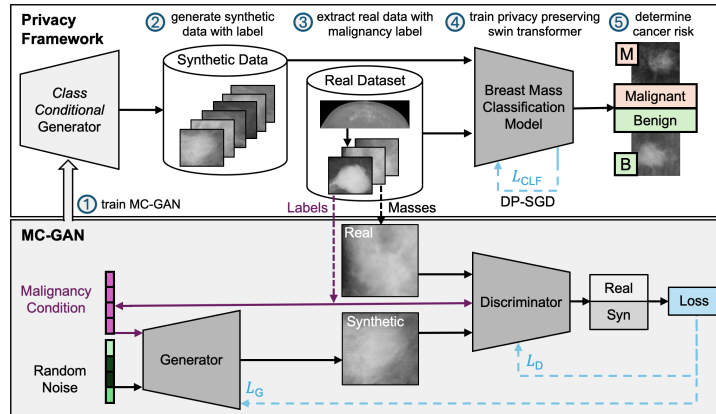 Privacy Framework
② generate synthetic data with label
③ extract real data with malignancy label
④ train privacy preserving swin transformer
⑤ determine cancer risk
Class Conditional Generator
Synthetic Data
Real Dataset
Breast Mass Classification Model
M
Malignant
Benign
B
L_CLF
DP-SGD
① train MC-GAN
Labels
Masses
MC-GAN
Malignancy Condition
Random Noise
Generator
Real
Synthetic
Discriminator
Real
Syn
Loss
L_D
L_G